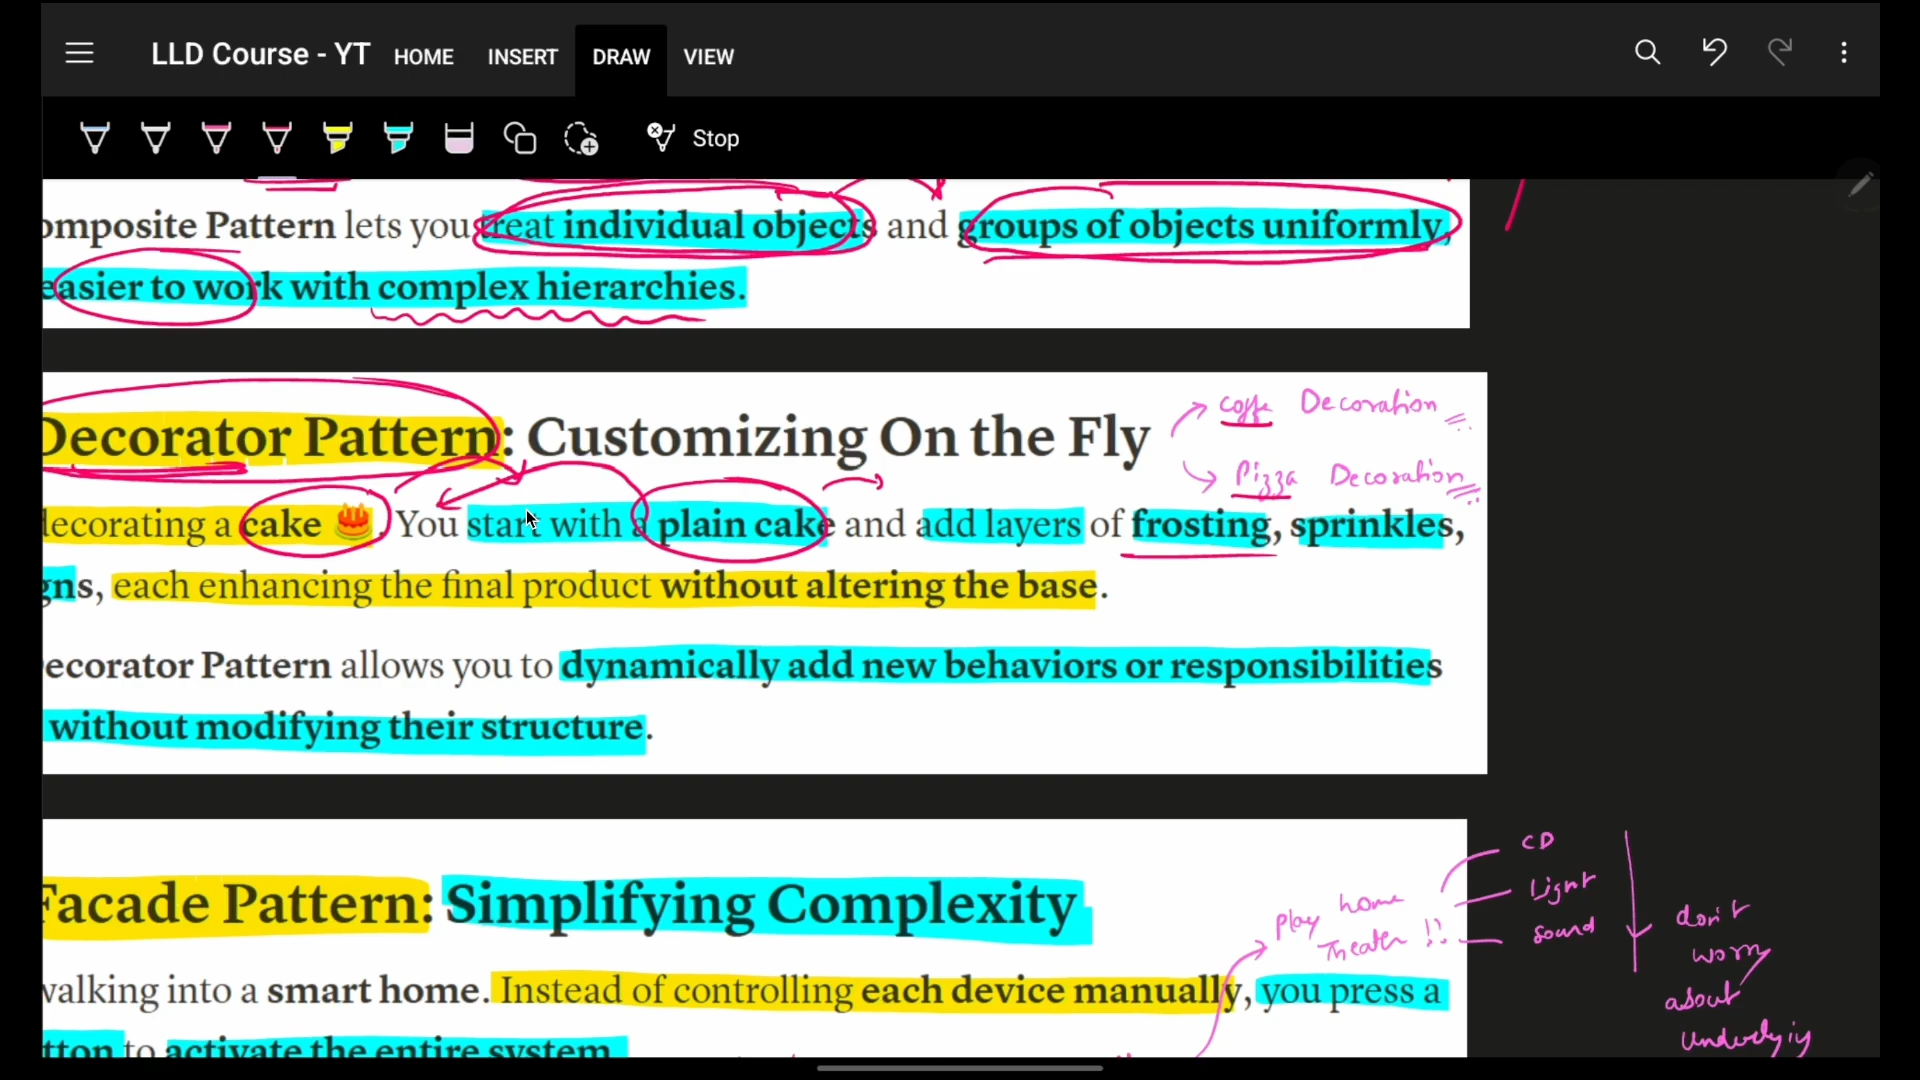 LLD Course - YT HOME INSERT DRAW VIEW
Stop
omposite Pattern lets you treat individual objects and groups of objects uniformly,
easier to work with complex hierarchies.
Decorator Pattern: Customizing On the Fly
coffe Decoration
Pizza Decoration
decorating a cake 🎂. You start with a plain cake and add layers of frosting, sprinkles,
gns, each enhancing the final product without altering the base.
ecorator Pattern allows you to dynamically add new behaviors or responsibilities
without modifying their structure.
Facade Pattern: Simplifying Complexity
play home
Theater !!
CD
Light
sound
don't
worry
about
underlyig
walking into a smart home. Instead of controlling each device manually, you press a
tton to activate the entire system.